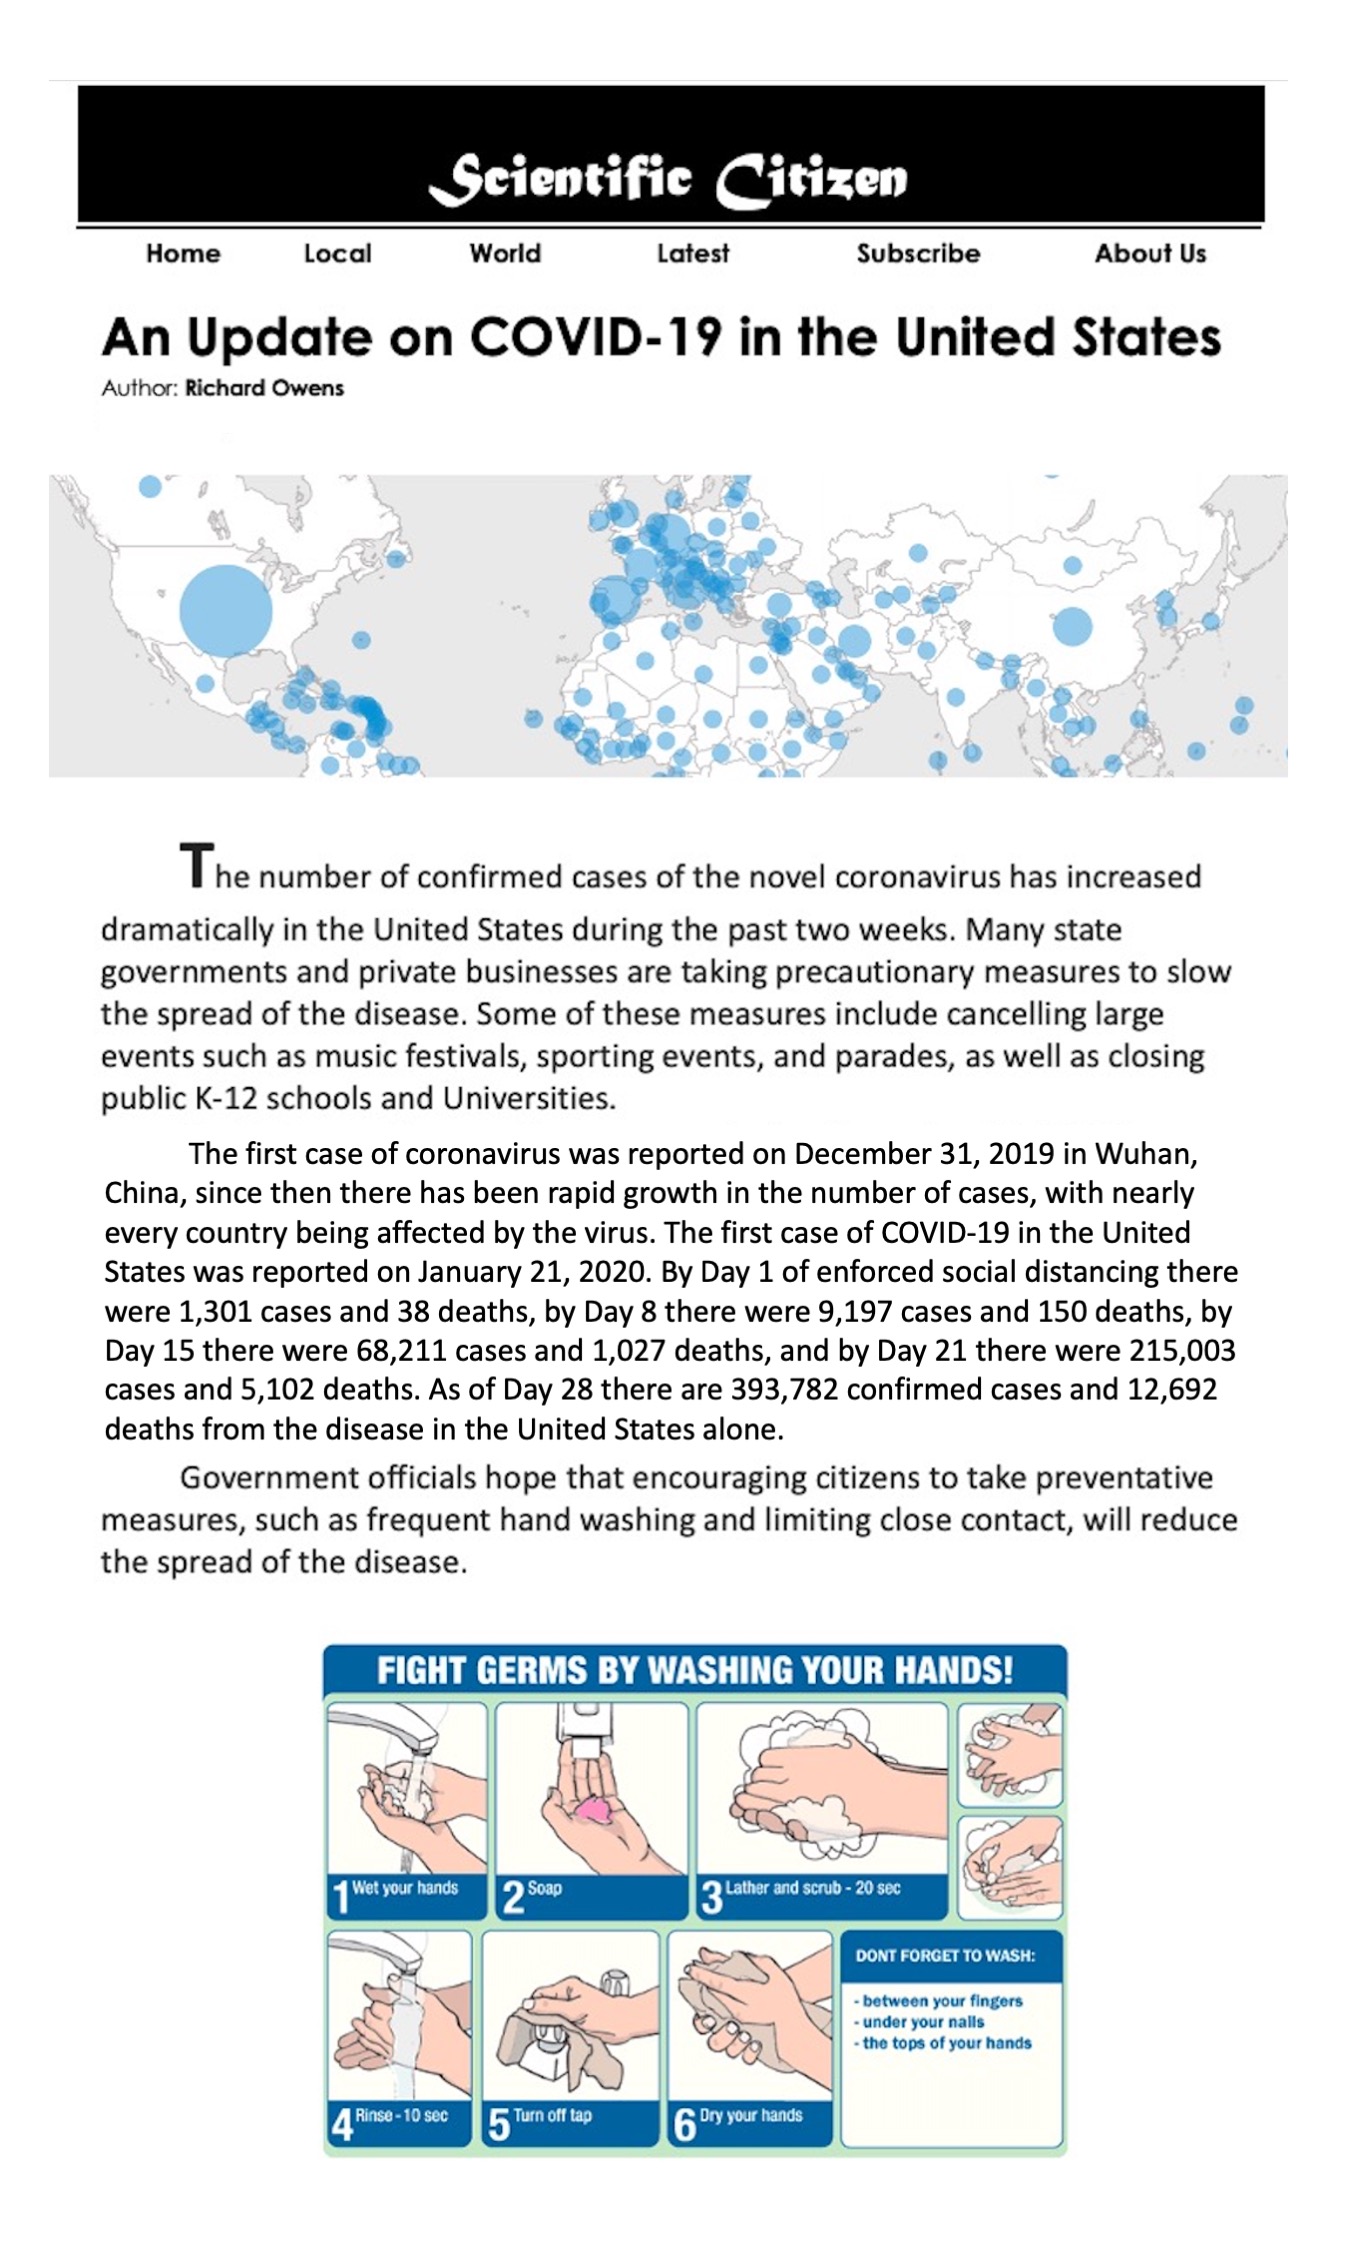 Scientific Citizen
Home Local World Latest Subscribe About Us
An Update on COVID-19 in the United States
Author: Richard Owens
The number of confirmed cases of the novel coronavirus has increased
dramatically in the United States during the past two weeks. Many state
governments and private businesses are taking precautionary measures to slow
the spread of the disease. Some of these measures include cancelling large
events such as music festivals, sporting events, and parades, as well as closing
public K-12 schools and Universities.
The first case of coronavirus was reported on December 31, 2019 in Wuhan,
China, since then there has been rapid growth in the number of cases, with nearly
every country being affected by the virus. The first case of COVID-19 in the United
States was reported on January 21, 2020. By Day 1 of enforced social distancing there
were 1,301 cases and 38 deaths, by Day 8 there were 9,197 cases and 150 deaths, by
Day 15 there were 68,211 cases and 1,027 deaths, and by Day 21 there were 215,003
cases and 5,102 deaths. As of Day 28 there are 393,782 confirmed cases and 12,692
deaths from the disease in the United States alone.
Government officials hope that encouraging citizens to take preventative
measures, such as frequent hand washing and limiting close contact, will reduce
the spread of the disease.
FIGHT GERMS BY WASHING YOUR HANDS!
1 Wet your hands
2 Soap
3 Lather and scrub - 20 sec
4 Rinse - 10 sec
5 Turn off tap
6 Dry your hands
DONT FORGET TO WASH:
- between your fingers
- under your nails
- the tops of your hands